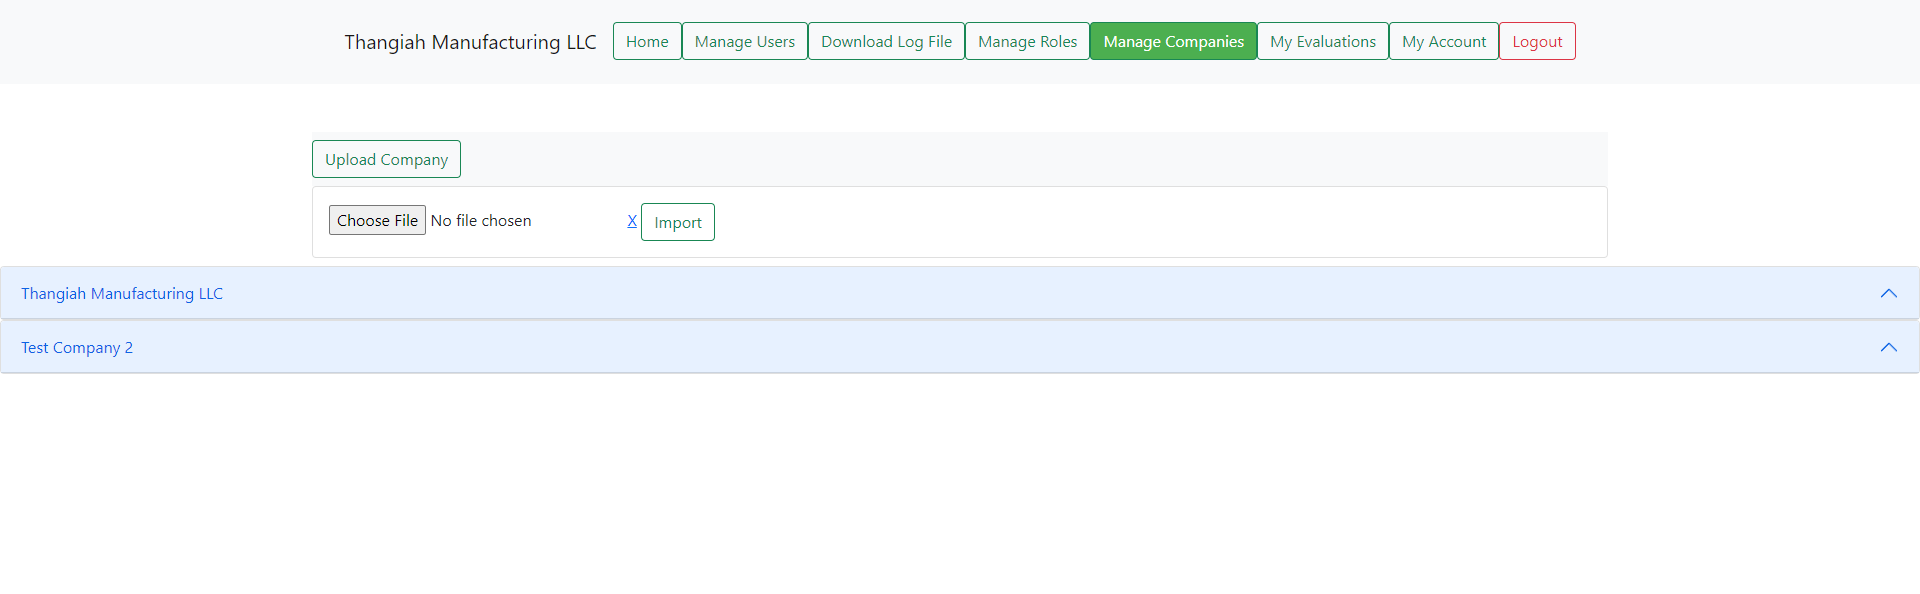 Thangiah Manufacturing LLC Home Manage Users Download Log File Manage Roles Manage Companies My Evaluations My Account Logout
Upload Company
Choose File No file chosen X Import
Thangiah Manufacturing LLC
Test Company 2